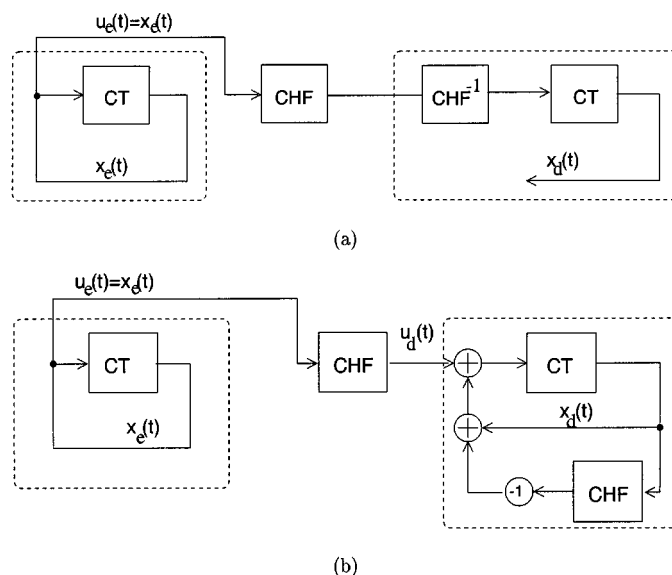 u_e(t)=x_e(t)
CT
CHF
CHF^-1
CT
x_e(t)
x_d(t)
(a)
u_e(t)=x_e(t)
u_d(t)
CT
CHF
+
CT
x_e(t)
x_d(t)
+
-1
CHF
(b)